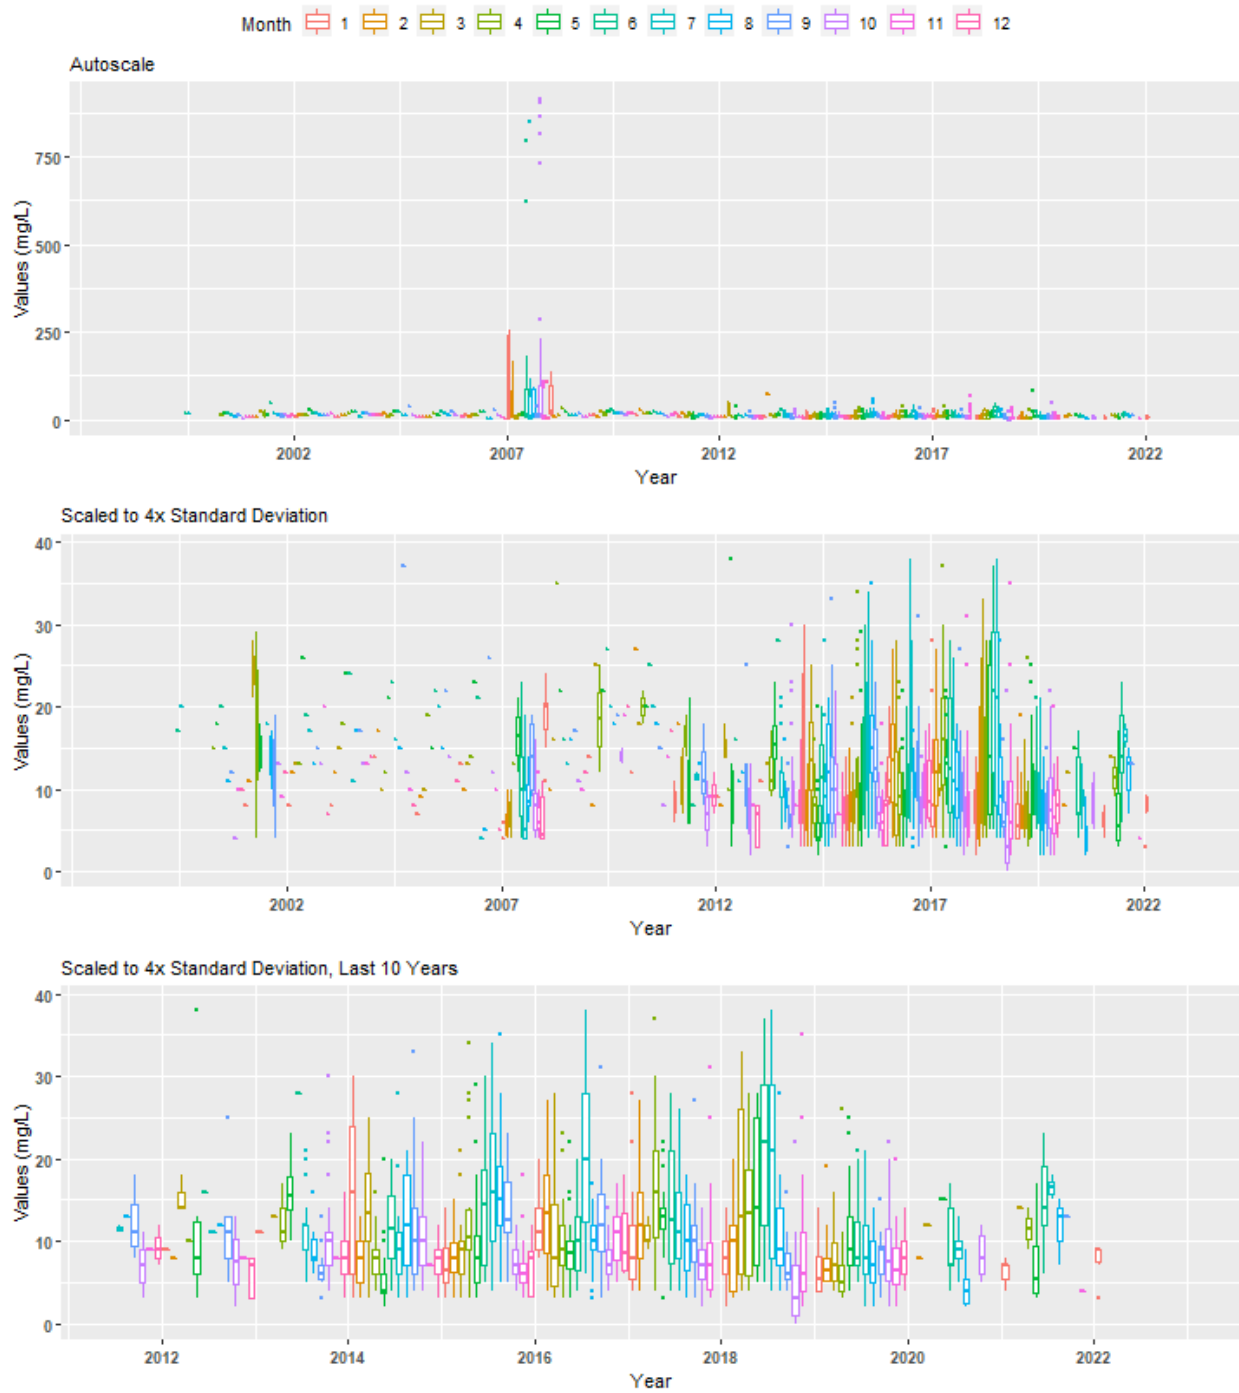 Month 1 2 3 4 5 6 7 8 9 10 11 12
Autoscale
Values (mg/L)
750
500
250
0
2002 2007 2012 2017 2022
Year
Scaled to 4x Standard Deviation
Values (mg/L)
40
30
20
10
0
2002 2007 2012 2017 2022
Year
Scaled to 4x Standard Deviation, Last 10 Years
Values (mg/L)
40
30
20
10
0
2012 2014 2016 2018 2020 2022
Year